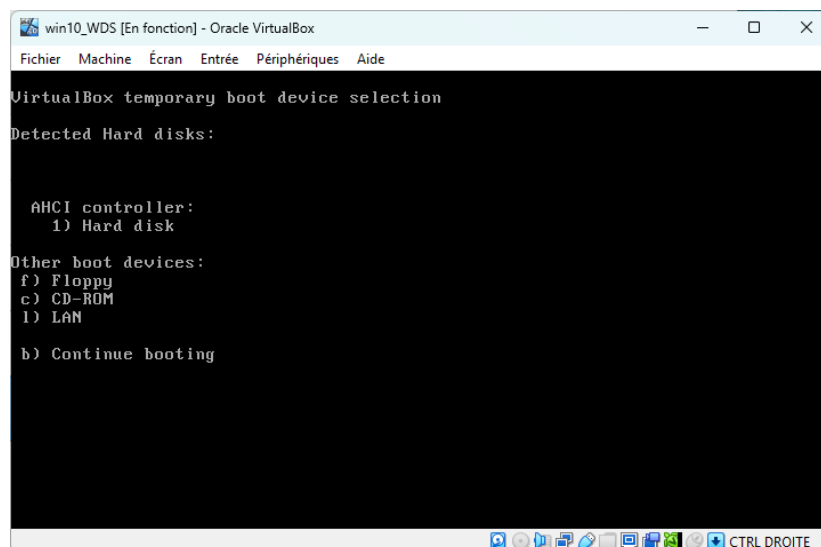 win10_WDS [En fonction] - Oracle VirtualBox
Fichier Machine Écran Entrée Périphériques Aide
VirtualBox temporary boot device selection
Detected Hard disks:
AHCI controller:
1) Hard disk
Other boot devices:
f) Floppy
c) CD-ROM
l) LAN
b) Continue booting
CTRL DROITE